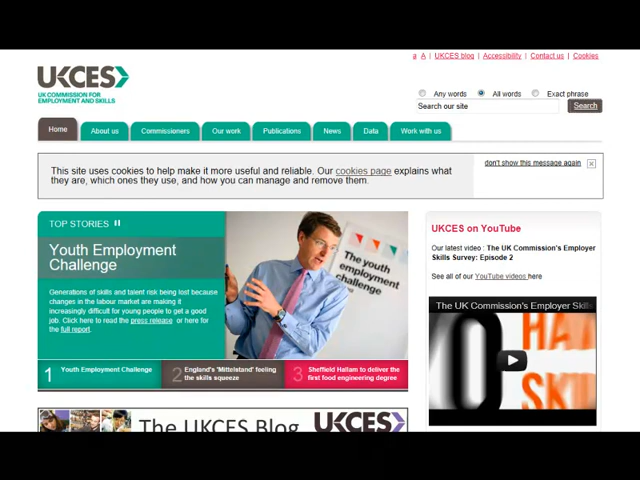 a A | UKCES blog | Accessibility | Contact us | Cookies
UKCES
UK COMMISSION FOR
EMPLOYMENT AND SKILLS
Any words All words Exact phrase
Search our site Search
Home About us Commissioners Our work Publications News Data Work with us
This site uses cookies to help make it more useful and reliable. Our cookies page explains what
they are, which ones they use, and how you can manage and remove them.
don't show this message again
TOP STORIES
Youth Employment
Challenge
Generations of skills and talent risk being lost because
changes in the labour market are making it
increasingly difficult for young people to get a good
job. Click here to read the press release or here for
the full report.
The youth
employment
challenge
UKCES on YouTube
Our latest video : The UK Commission's Employer
Skills Survey: Episode 2
See all of our YouTube videos here
The UK Commission's Employer Skil
HA
SKI
1 Youth Employment Challenge
2 England's 'Mittelstand' feeling
the skills squeeze
3 Sheffield Hallam to deliver the
first food engineering degree
The UKCES Blog
UKCES